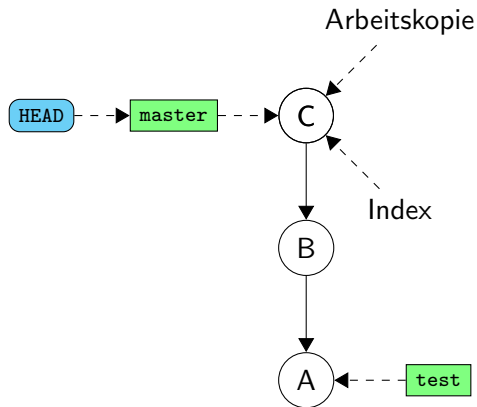 Arbeitskopie
HEAD
master
C
Index
B
A
test